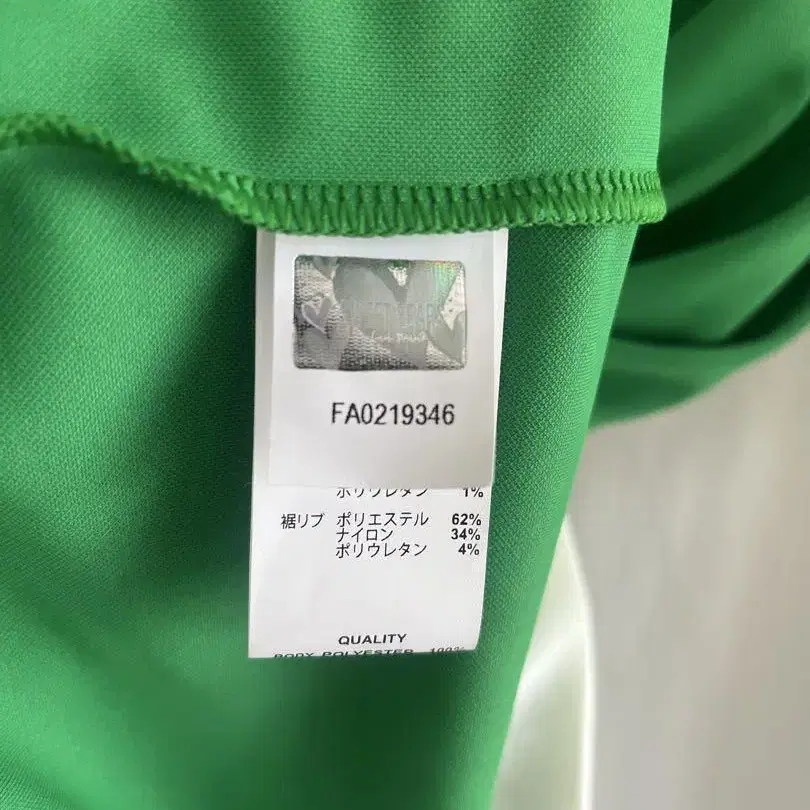 FA0219346
ポリウレタン 1%
裾リブ ポリエステル 62%
ナイロン 34%
ポリウレタン 4%
QUALITY
BODY POLYESTER 100%